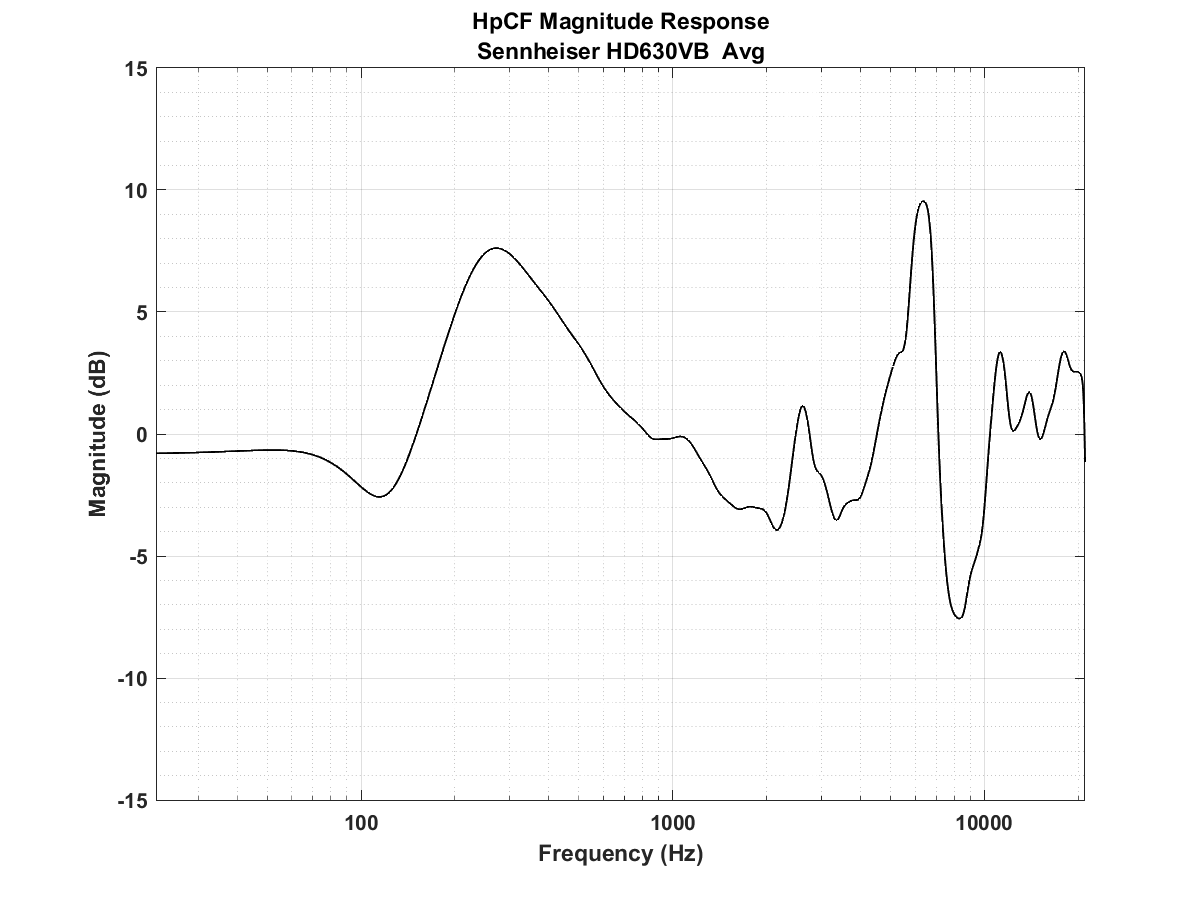 HpCF Magnitude Response
Sennheiser HD630VB  Avg
15
10
5
0
-5
-10
-15
Magnitude (dB)
100
1000
10000
Frequency (Hz)